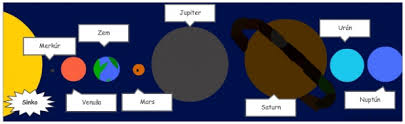 Jupiter
Zem
Urán
Merkúr
Slnko
Venuša
Mars
Saturn
Neptún